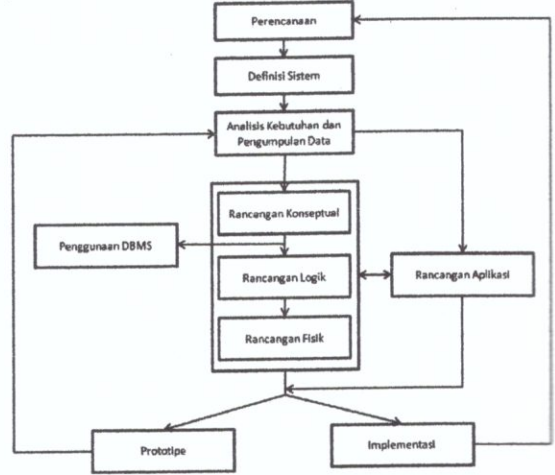 Perencanaan
Definisi Sistem
Analisis Kebutuhan dan
Pengumpulan Data
Rancangan Konseptual
Penggunaan DBMS
Rancangan Logik
Rancangan Aplikasi
Rancangan Fisik
Prototipe
Implementasi